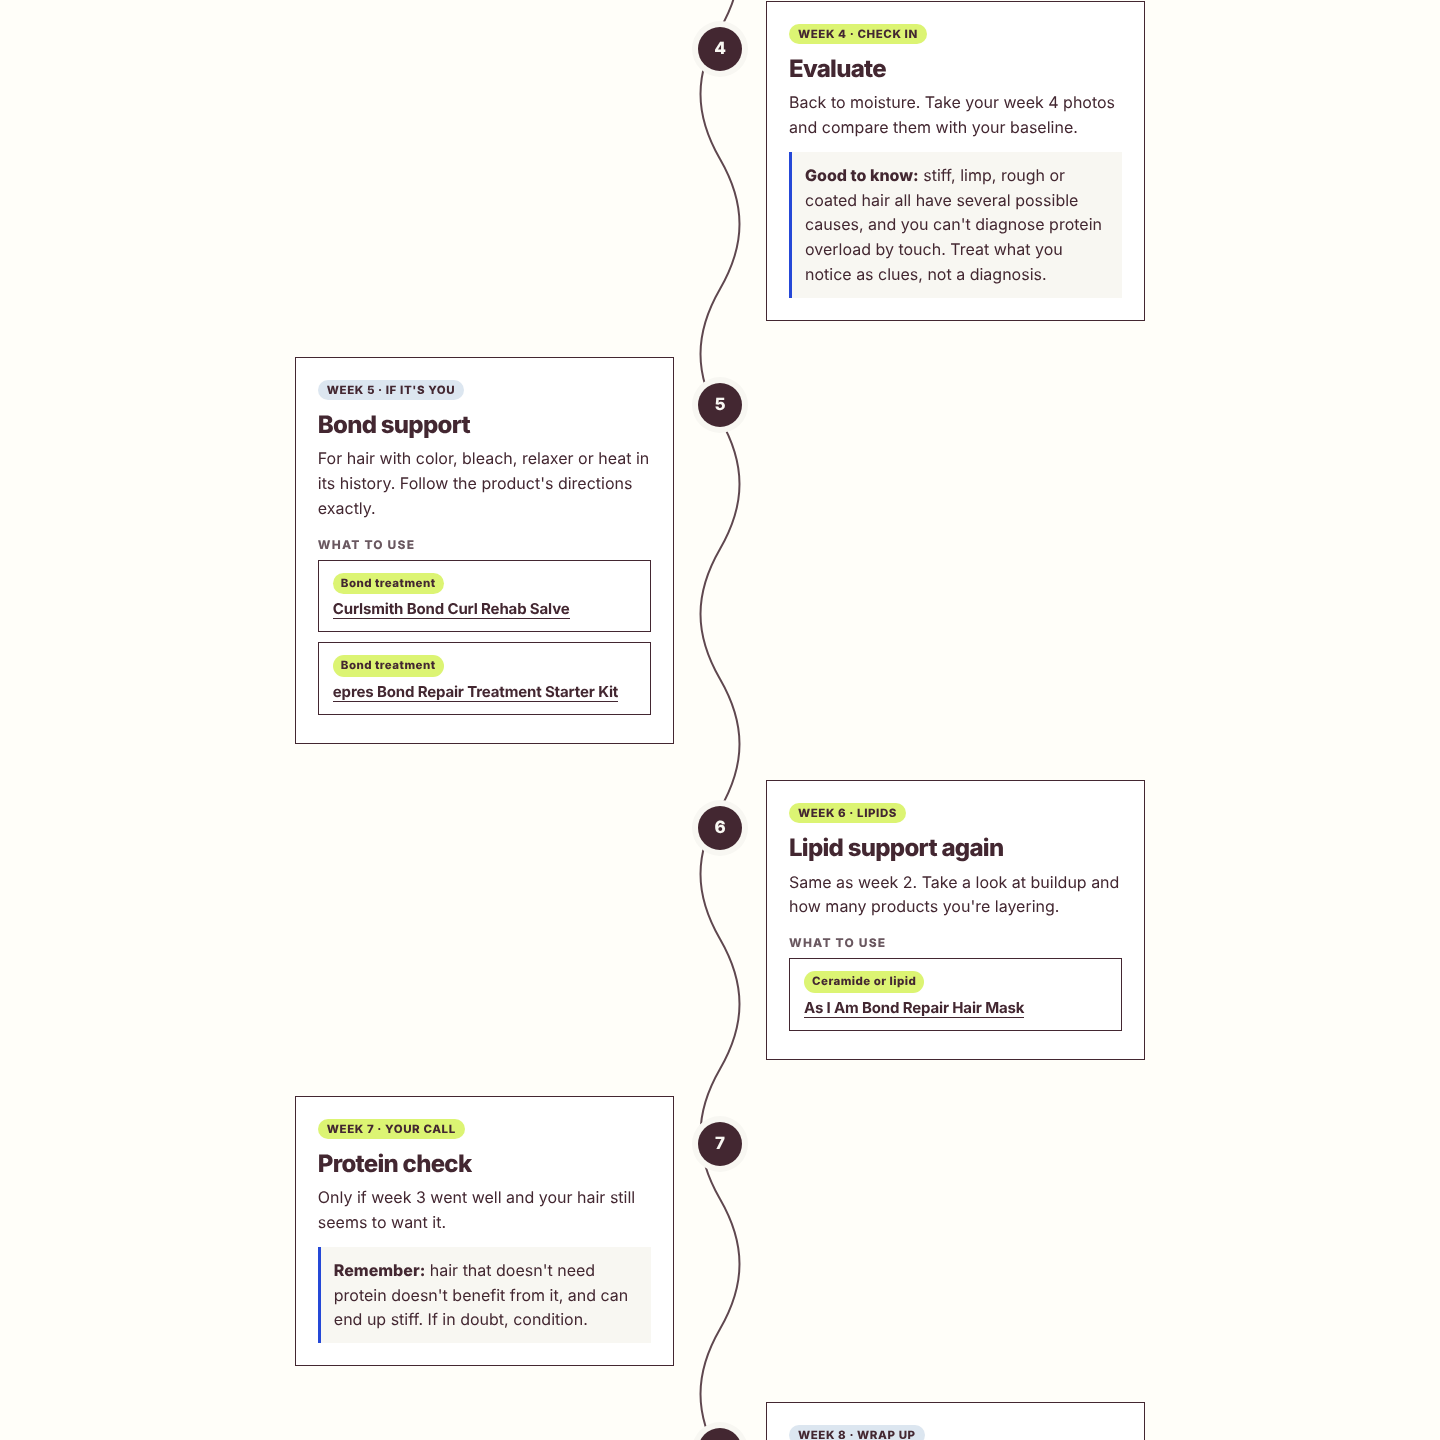 4
WEEK 4 · CHECK IN
Evaluate
Back to moisture. Take your week 4 photos
and compare them with your baseline.
Good to know: stiff, limp, rough or
coated hair all have several possible
causes, and you can't diagnose protein
overload by touch. Treat what you
notice as clues, not a diagnosis.
WEEK 5 · IF IT'S YOU
5
Bond support
For hair with color, bleach, relaxer or heat in
its history. Follow the product's directions
exactly.
WHAT TO USE
Bond treatment
Curlsmith Bond Curl Rehab Salve
Bond treatment
epres Bond Repair Treatment Starter Kit
6
WEEK 6 · LIPIDS
Lipid support again
Same as week 2. Take a look at buildup and
how many products you're layering.
WHAT TO USE
Ceramide or lipid
As I Am Bond Repair Hair Mask
WEEK 7 · YOUR CALL
7
Protein check
Only if week 3 went well and your hair still
seems to want it.
Remember: hair that doesn't need
protein doesn't benefit from it, and can
end up stiff. If in doubt, condition.
WEEK 8 · WRAP UP